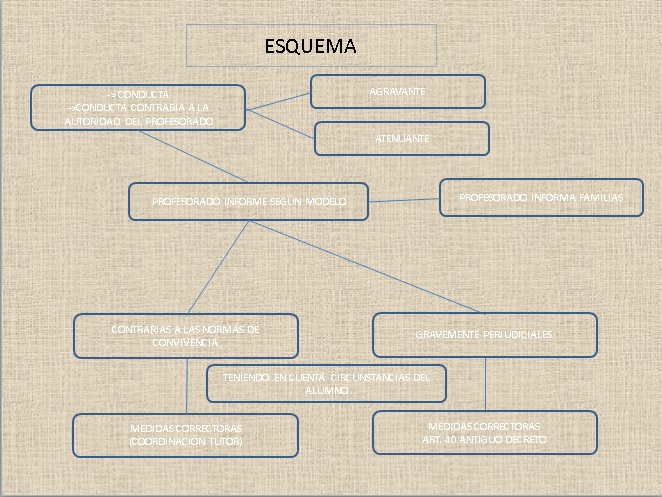 ESQUEMA
->CONDUCTA
->CONDUCTA CONTRARIA A LA
AUTORIDAD DEL PROFESORADO
AGRAVANTE
ATENUANTE
PROFESORADO INFORME SEGÚN MODELO
PROFESORADO INFORMA FAMILIAS
CONTRARIAS A LAS NORMAS DE
CONVIVENCIA
GRAVEMENTE PERJUDICIALES
TENIENDO EN CUENTA CIRCUNSTANCIAS DEL
ALUMNO
MEDIDAS CORRECTORAS
(COORDINACIÓN TUTOR)
MEDIDAS CORRECTORAS
ART. 40 ANTIGUO DECRETO